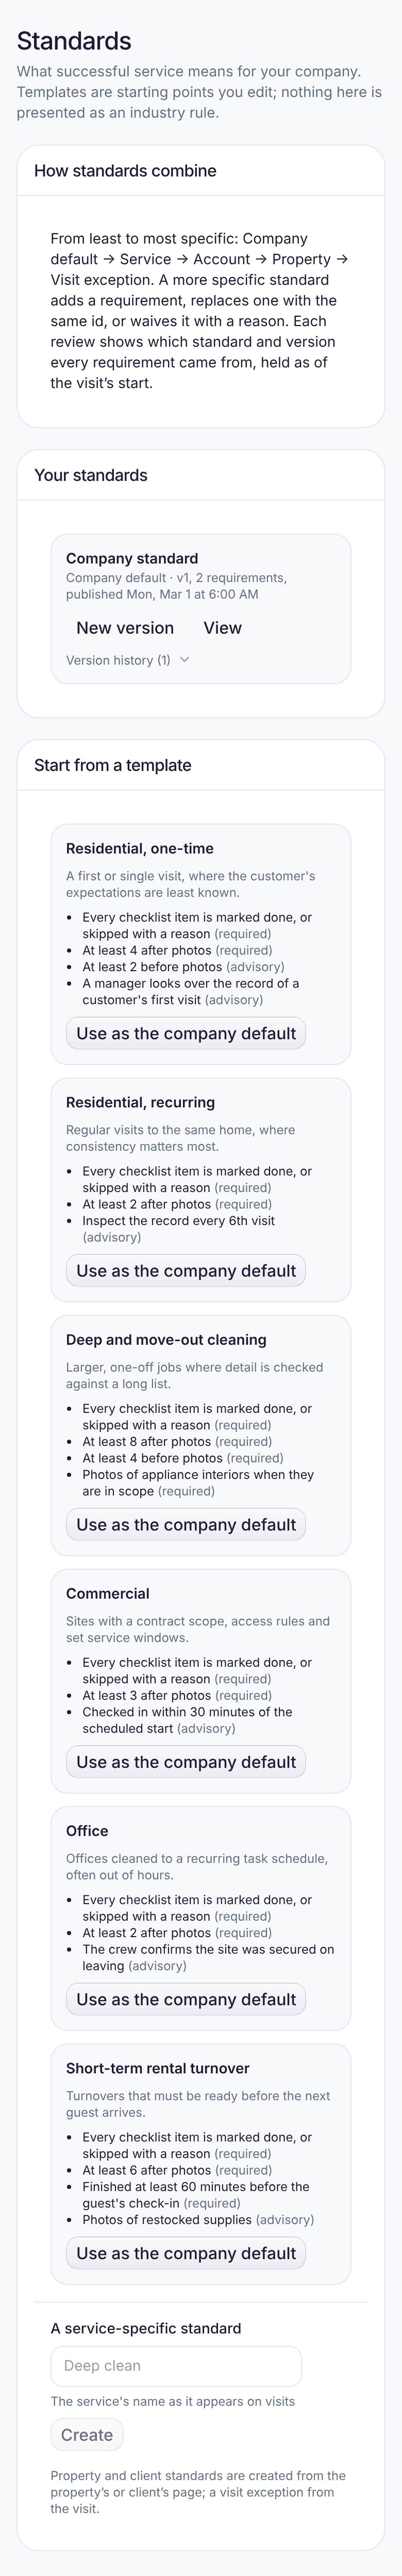 Standards
What successful service means for your company.
Templates are starting points you edit; nothing here is
presented as an industry rule.
How standards combine
From least to most specific: Company
default → Service → Account → Property →
Visit exception. A more specific standard
adds a requirement, replaces one with the
same id, or waives it with a reason. Each
review shows which standard and version
every requirement came from, held as of
the visit’s start.
Your standards
Company standard
Company default · v1, 2 requirements,
published Mon, Mar 1 at 6:00 AM
New version View
Version history (1)
Start from a template
Residential, one-time
A first or single visit, where the customer's
expectations are least known.
• Every checklist item is marked done, or
skipped with a reason (required)
• At least 4 after photos (required)
• At least 2 before photos (advisory)
• A manager looks over the record of a
customer's first visit (advisory)
Use as the company default
Residential, recurring
Regular visits to the same home, where
consistency matters most.
• Every checklist item is marked done, or
skipped with a reason (required)
• At least 2 after photos (required)
• Inspect the record every 6th visit
(advisory)
Use as the company default
Deep and move-out cleaning
Larger, one-off jobs where detail is checked
against a long list.
• Every checklist item is marked done, or
skipped with a reason (required)
• At least 8 after photos (required)
• At least 4 before photos (required)
• Photos of appliance interiors when they
are in scope (required)
Use as the company default
Commercial
Sites with a contract scope, access rules and
set service windows.
• Every checklist item is marked done, or
skipped with a reason (required)
• At least 3 after photos (required)
• Checked in within 30 minutes of the
scheduled start (advisory)
Use as the company default
Office
Offices cleaned to a recurring task schedule,
often out of hours.
• Every checklist item is marked done, or
skipped with a reason (required)
• At least 2 after photos (required)
• The crew confirms the site was secured on
leaving (advisory)
Use as the company default
Short-term rental turnover
Turnovers that must be ready before the next
guest arrives.
• Every checklist item is marked done, or
skipped with a reason (required)
• At least 6 after photos (required)
• Finished at least 60 minutes before the
guest's check-in (required)
• Photos of restocked supplies (advisory)
Use as the company default
A service-specific standard
Deep clean
The service's name as it appears on visits
Create
Property and client standards are created from the
property’s or client’s page; a visit exception from
the visit.